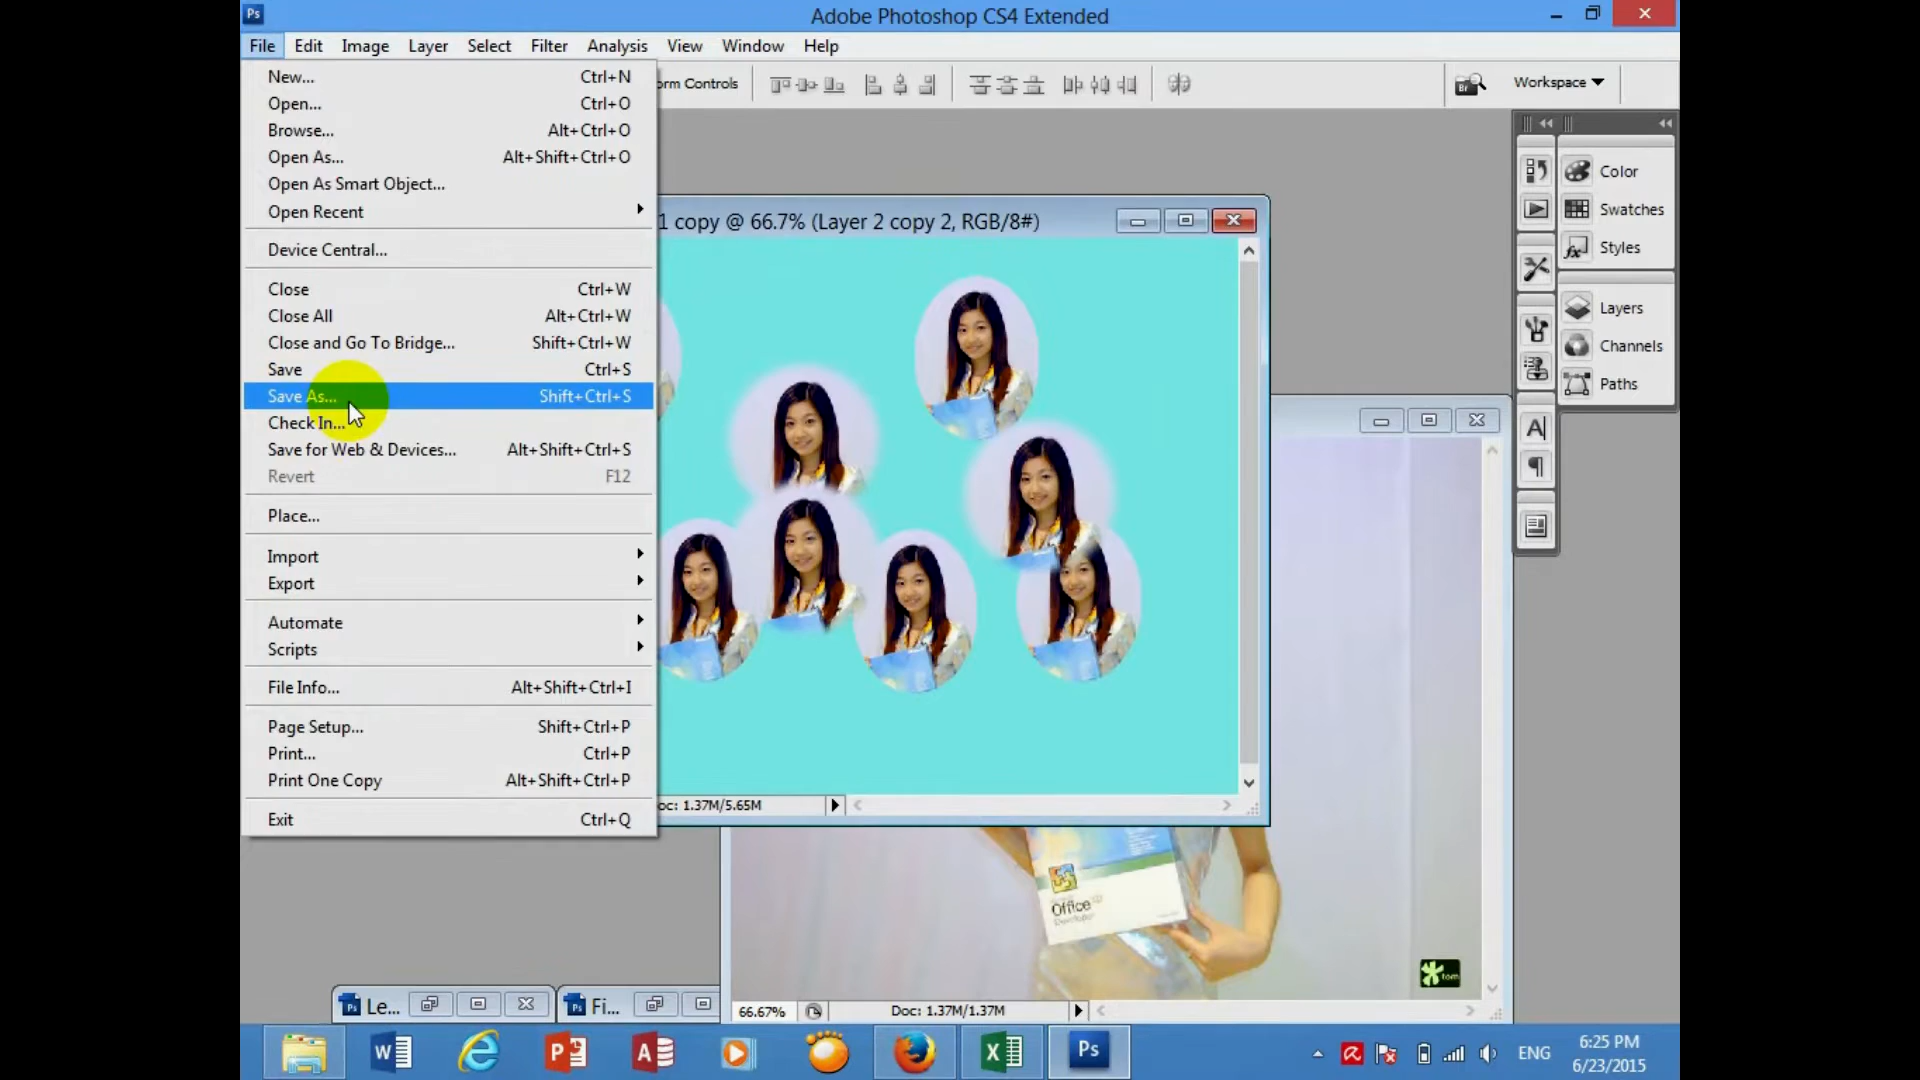 Ps
Adobe Photoshop CS4 Extended
File Edit Image Layer Select Filter Analysis View Window Help
New... Ctrl+N
Open... Ctrl+O
Browse... Alt+Ctrl+O
Open As... Alt+Shift+Ctrl+O
Open As Smart Object...
Open Recent
Device Central...
Close Ctrl+W
Close All Alt+Ctrl+W
Close and Go To Bridge... Shift+Ctrl+W
Save Ctrl+S
Save As... Shift+Ctrl+S
Check In...
Save for Web & Devices... Alt+Shift+Ctrl+S
Revert F12
Place...
Import
Export
Automate
Scripts
File Info... Alt+Shift+Ctrl+I
Page Setup... Shift+Ctrl+P
Print... Ctrl+P
Print One Copy Alt+Shift+Ctrl+P
Exit Ctrl+Q
orm Controls
Br
Workspace
1 copy @ 66.7% (Layer 2 copy 2, RGB/8#)
Color
Swatches
Styles
Layers
Channels
Paths
oc: 1.37M/5.65M
Office
tom
Le...
Fi...
66.67%
Doc: 1.37M/1.37M
Ps
ENG
6:25 PM
6/23/2015